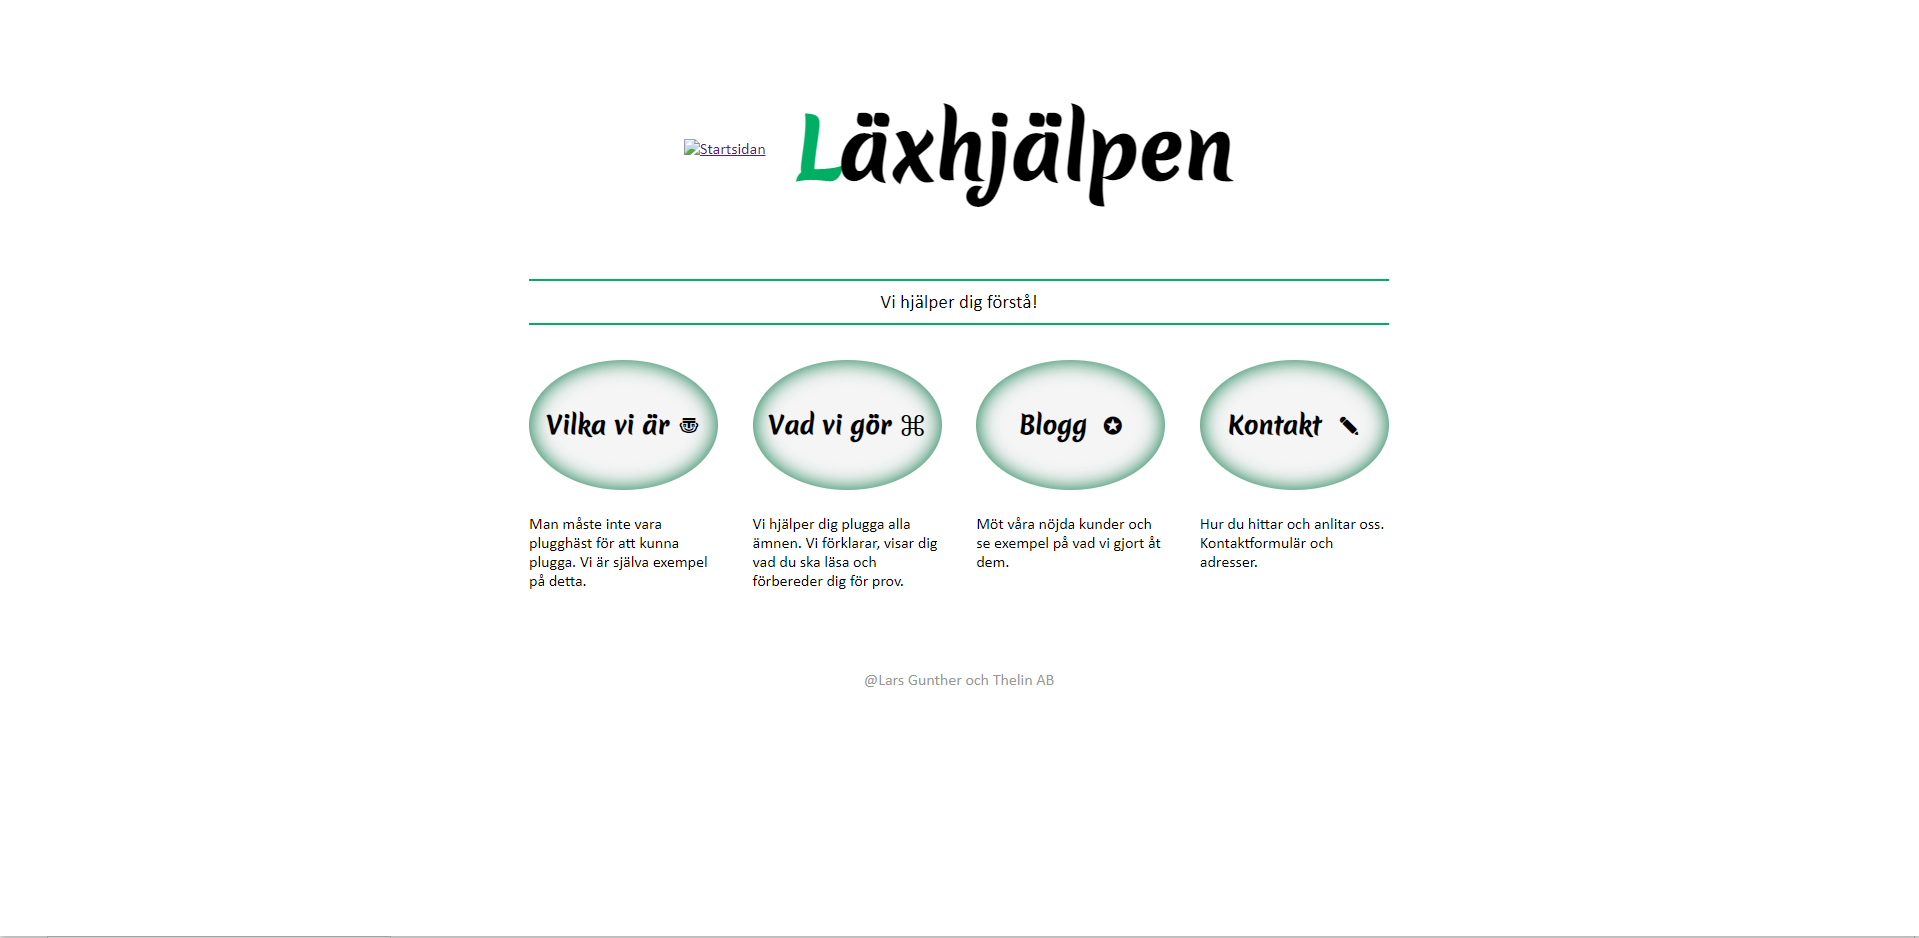 Startsidan
Läxhjälpen
Vi hjälper dig förstå!
Vilka vi är
Vad vi gör ⌘
Blogg ✪
Kontakt ✏
Man måste inte vara
plugghäst för att kunna
plugga. Vi är själva exempel
på detta.
Vi hjälper dig plugga alla
ämnen. Vi förklarar, visar dig
vad du ska läsa och
förbereder dig för prov.
Möt våra nöjda kunder och
se exempel på vad vi gjort åt
dem.
Hur du hittar och anlitar oss.
Kontaktformulär och
adresser.
@Lars Gunther och Thelin AB